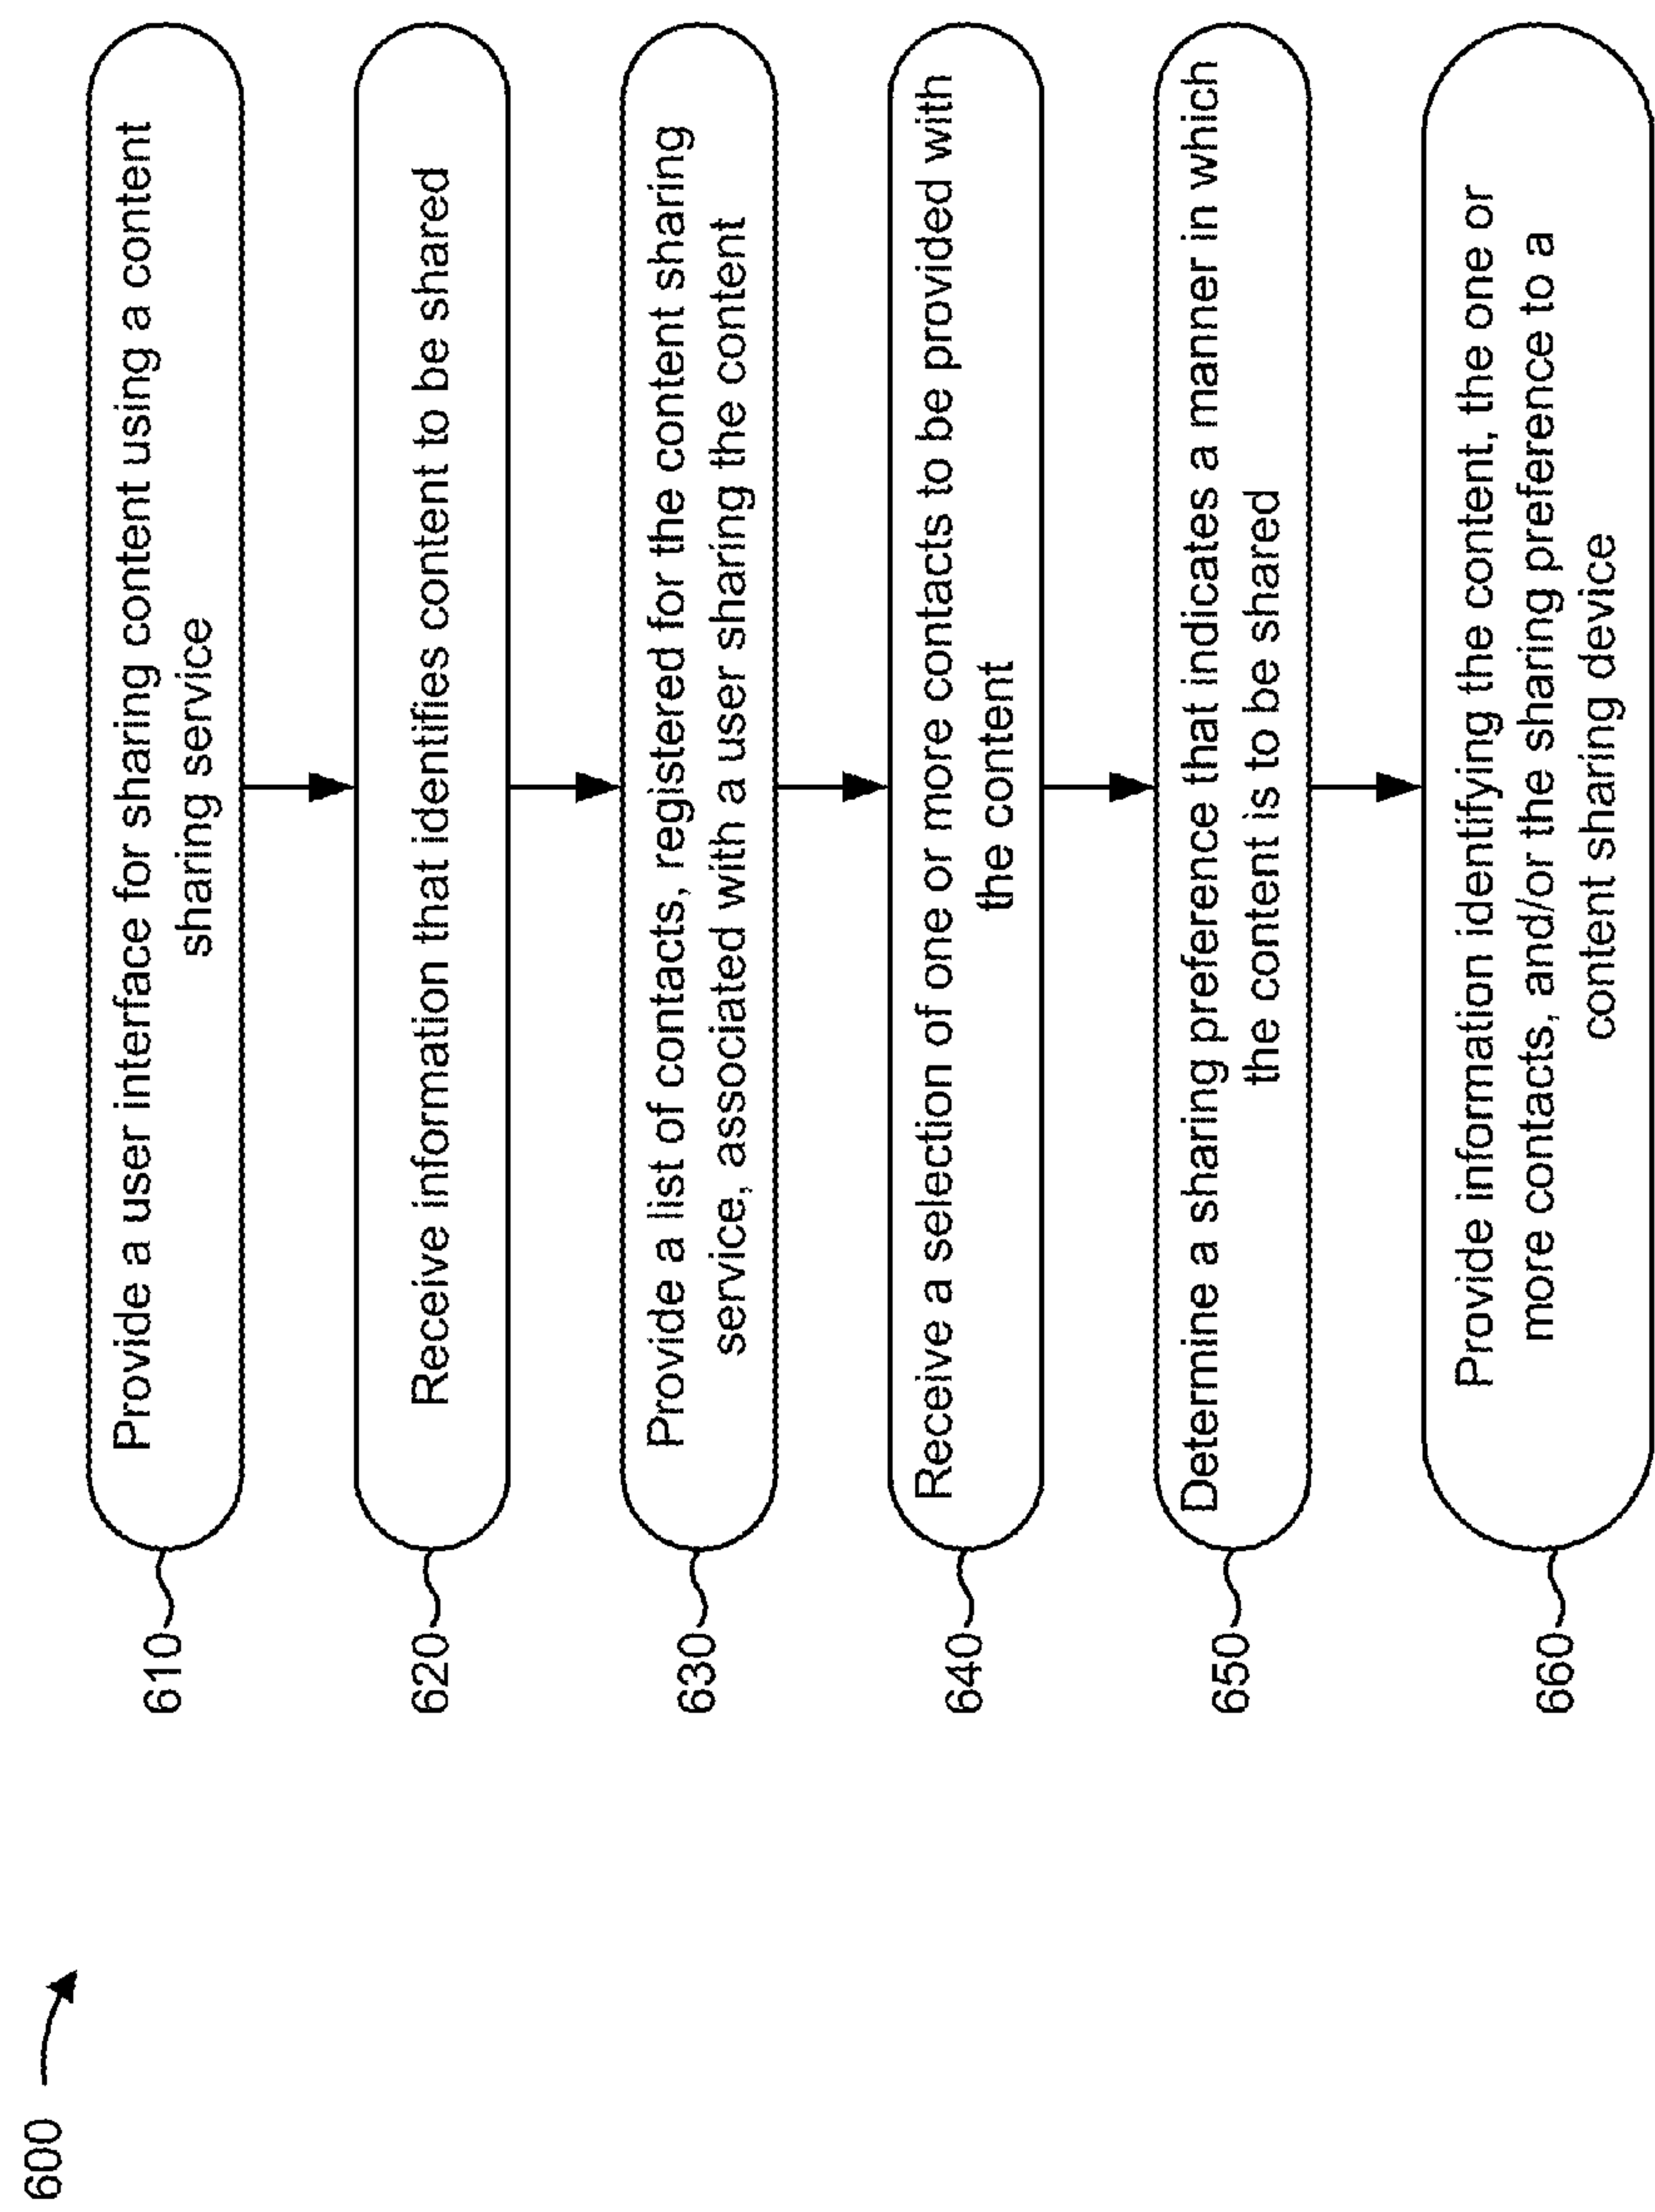 600
610
Provide a user interface for sharing content using a content
sharing service
620
Receive information that identifies content to be shared
630
Provide a list of contacts, registered for the content sharing
service, associated with a user sharing the content
640
Receive a selection of one or more contacts to be provided with
the content
650
Determine a sharing preference that indicates a manner in which
the content is to be shared
660
Provide information identifying the content, the one or
more contacts, and/or the sharing preference to a
content sharing device